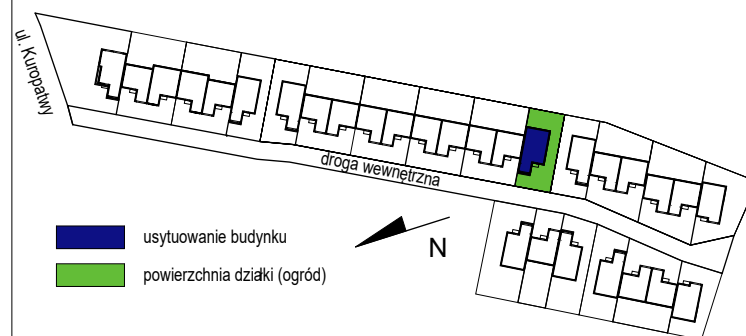 ul. Kuropatwy
droga wewnętrzna
usytuowanie budynku
N
powierzchnia działki (ogród)